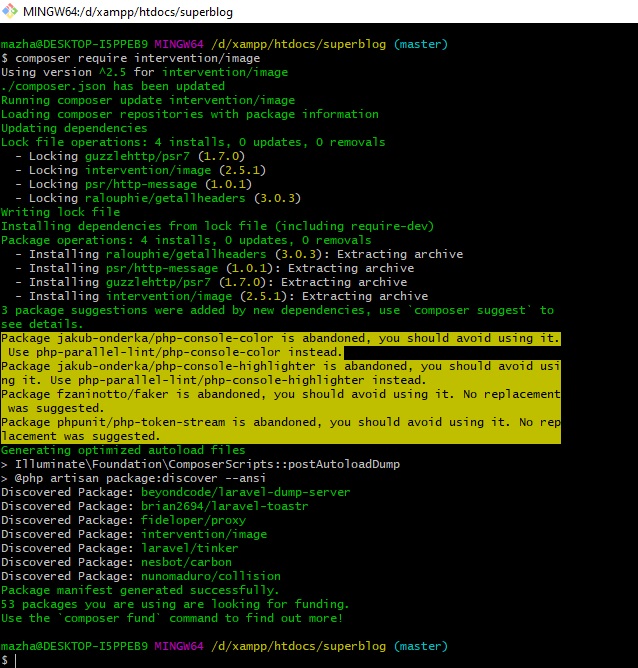 MINGW64:/d/xampp/htdocs/superblog
mazha@DESKTOP-I5PPEB9 MINGW64 /d/xampp/htdocs/superblog (master)
$ composer require intervention/image
Using version ^2.5 for intervention/image
./composer.json has been updated
Running composer update intervention/image
Loading composer repositories with package information
Updating dependencies
Lock file operations: 4 installs, 0 updates, 0 removals
  - Locking guzzlehttp/psr7 (1.7.0)
  - Locking intervention/image (2.5.1)
  - Locking psr/http-message (1.0.1)
  - Locking ralouphie/getallheaders (3.0.3)
Writing lock file
Installing dependencies from lock file (including require-dev)
Package operations: 4 installs, 0 updates, 0 removals
  - Installing ralouphie/getallheaders (3.0.3): Extracting archive
  - Installing psr/http-message (1.0.1): Extracting archive
  - Installing guzzlehttp/psr7 (1.7.0): Extracting archive
  - Installing intervention/image (2.5.1): Extracting archive
3 package suggestions were added by new dependencies, use `composer suggest` to
see details.
Package jakub-onderka/php-console-color is abandoned, you should avoid using it.
 Use php-parallel-lint/php-console-color instead.
Package jakub-onderka/php-console-highlighter is abandoned, you should avoid usi
ng it. Use php-parallel-lint/php-console-highlighter instead.
Package fzaninotto/faker is abandoned, you should avoid using it. No replacement
 was suggested.
Package phpunit/php-token-stream is abandoned, you should avoid using it. No rep
lacement was suggested.
Generating optimized autoload files
> Illuminate\Foundation\ComposerScripts::postAutoloadDump
> @php artisan package:discover --ansi
Discovered Package: beyondcode/laravel-dump-server
Discovered Package: brian2694/laravel-toastr
Discovered Package: fideloper/proxy
Discovered Package: intervention/image
Discovered Package: laravel/tinker
Discovered Package: nesbot/carbon
Discovered Package: nunomaduro/collision
Package manifest generated successfully.
53 packages you are using are looking for funding.
Use the `composer fund` command to find out more!
mazha@DESKTOP-I5PPEB9 MINGW64 /d/xampp/htdocs/superblog (master)
$